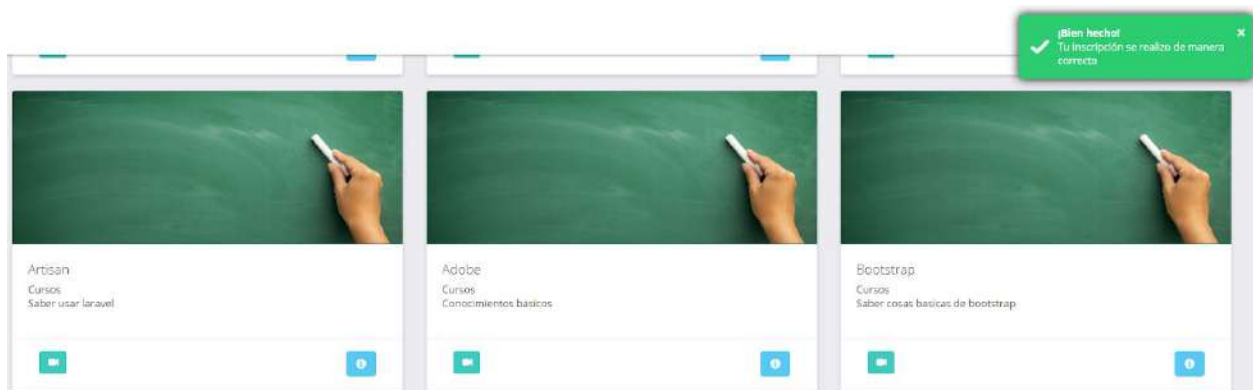 ¡Bien hecho!
Tu inscripción se realizo de manera
correcta
Artisan
Cursos
Saber usar laravel
Adobe
Cursos
Conocimientos basicos
Bootstrap
Cursos
Saber cosas basicas de bootstrap